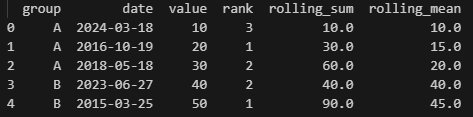 group date value rank rolling_sum rolling_mean
0 A 2024-03-18 10 3 10.0 10.0
1 A 2016-10-19 20 1 30.0 15.0
2 A 2018-05-18 30 2 60.0 20.0
3 B 2023-06-27 40 2 40.0 40.0
4 B 2015-03-25 50 1 90.0 45.0